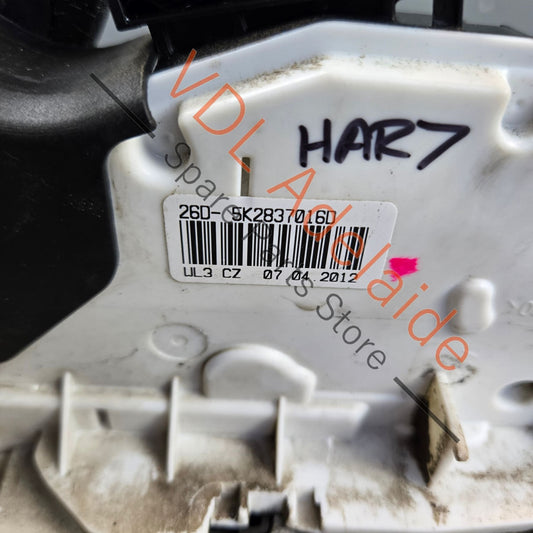 HAR7
26D- 5K2837016D
UL3 CZ 07.04.2012
VDL Adelaide
Spare Parts Store